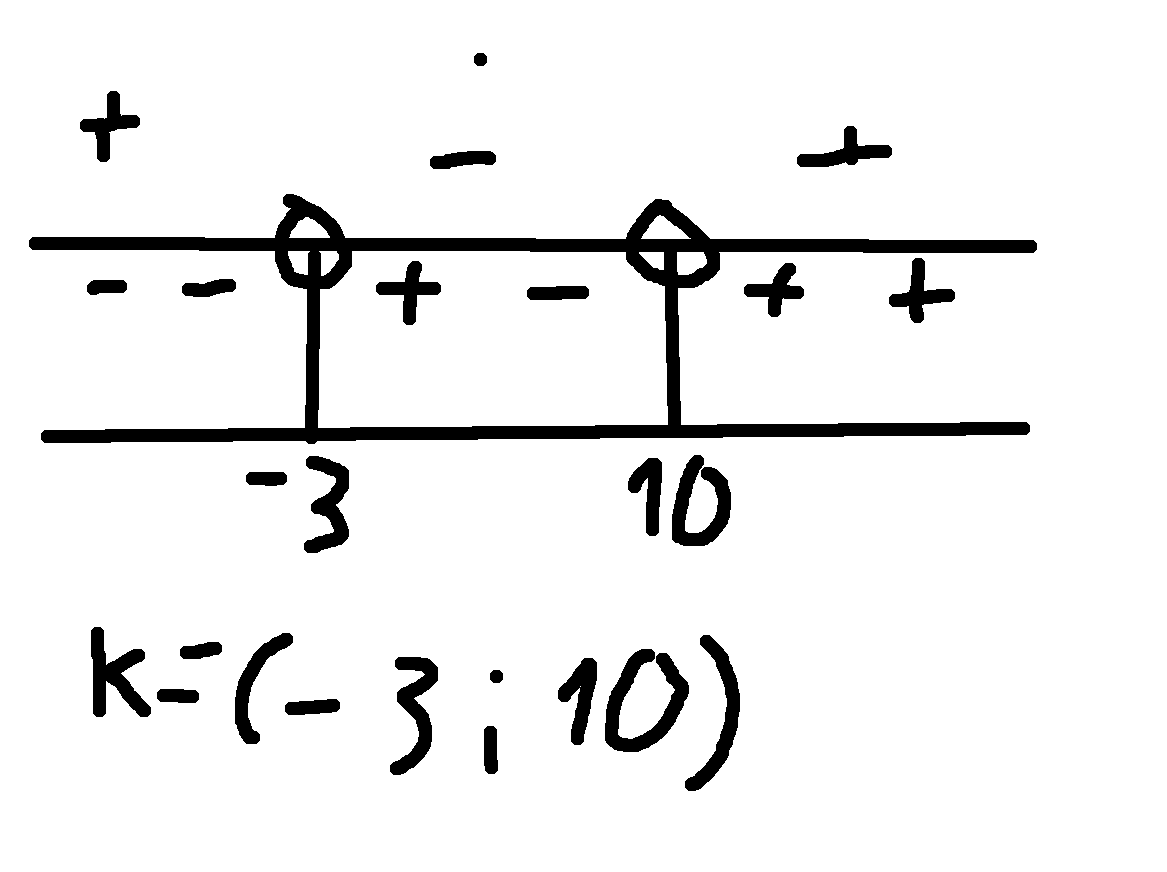 + - +
- - + - + +
-3 10
K=(-3;10)